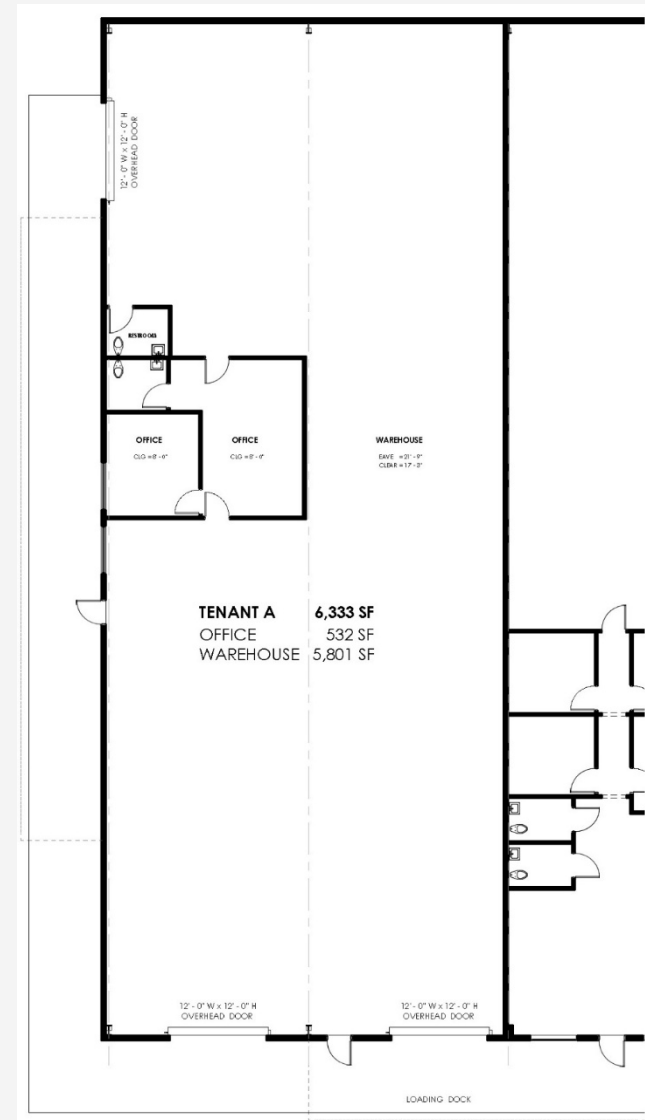 12' - 0" W x 12' - 0" H
OVERHEAD DOOR
RESTROOM
OFFICE
CLG = 8' - 0"
OFFICE
CLG = 8' - 0"
WAREHOUSE
EAVE = 21' - 9"
CLEAR = 17' - 3"
TENANT A 6,333 SF
OFFICE 532 SF
WAREHOUSE 5,801 SF
12' - 0" W x 12' - 0" H
OVERHEAD DOOR
12' - 0" W x 12' - 0" H
OVERHEAD DOOR
LOADING DOCK